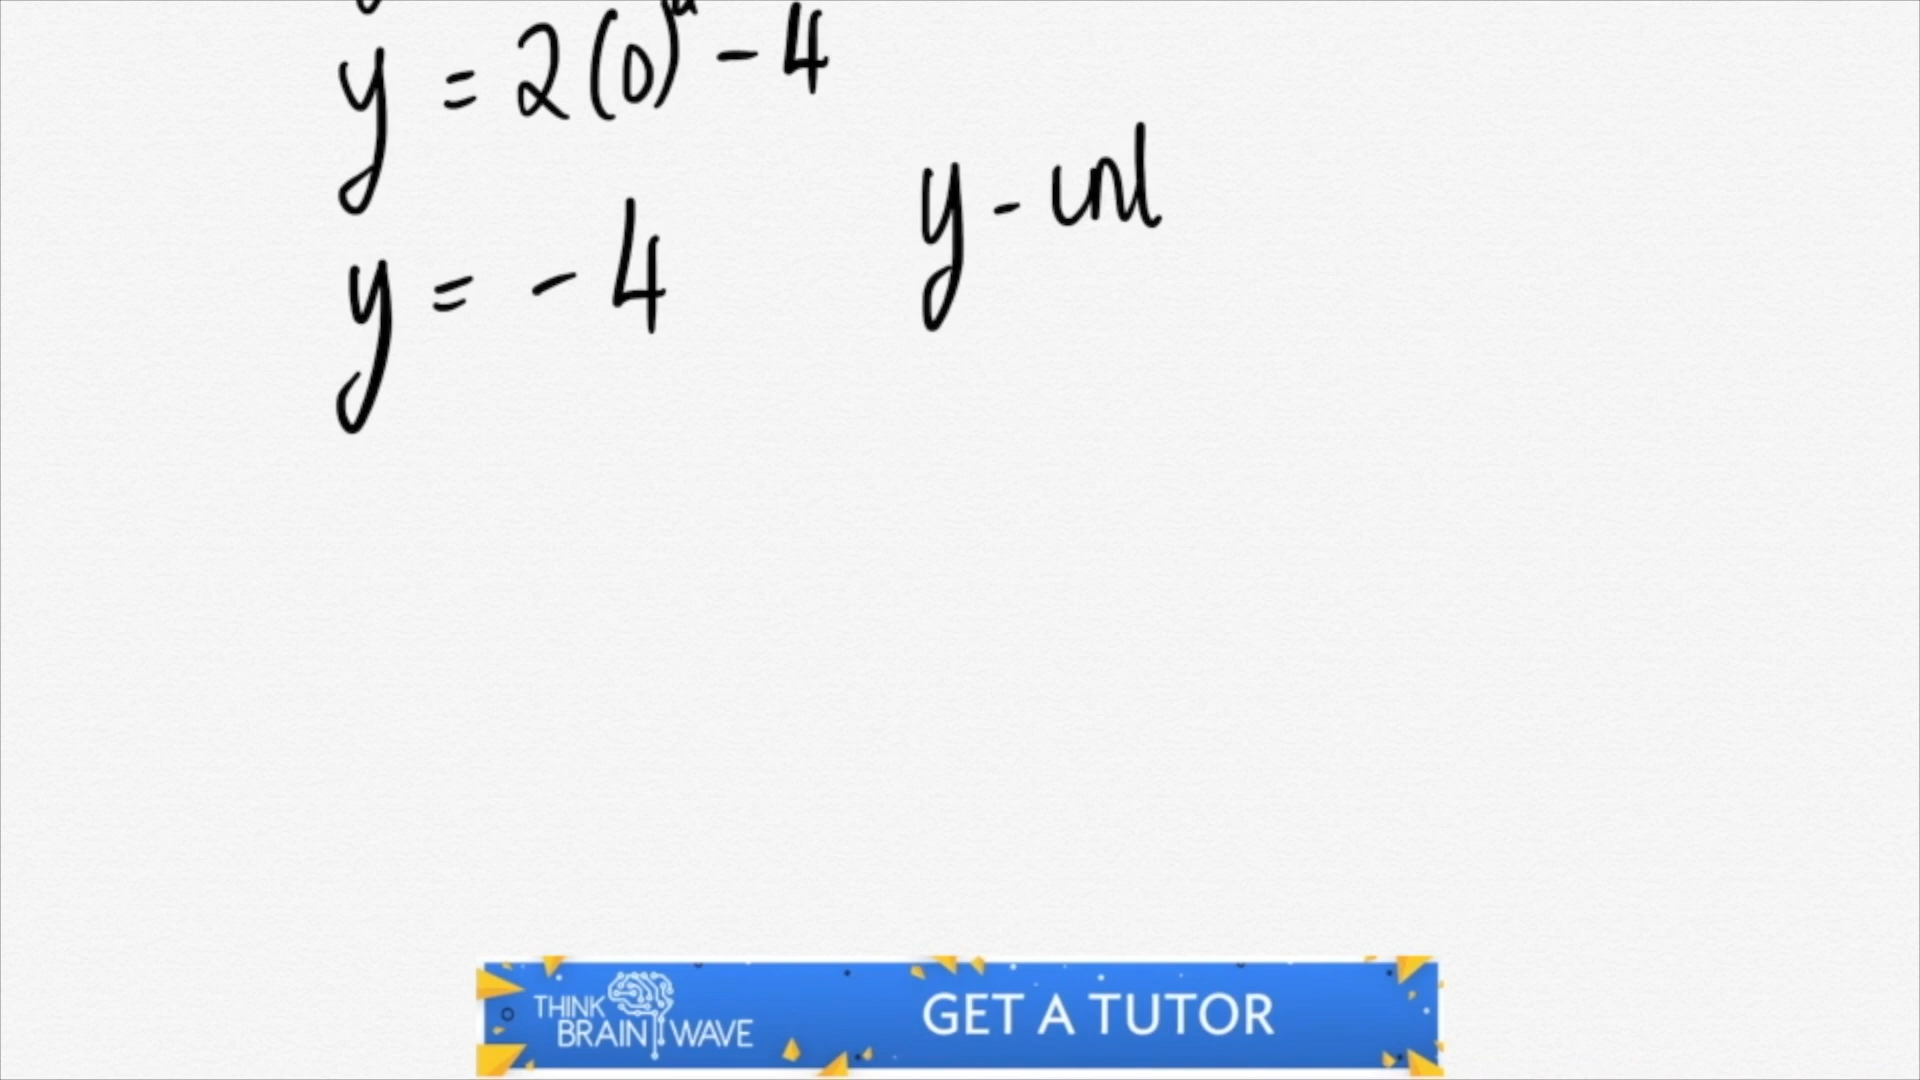 y = 2(0)² - 4
y - int
y = - 4
THINK
BRAIN WAVE
GET A TUTOR